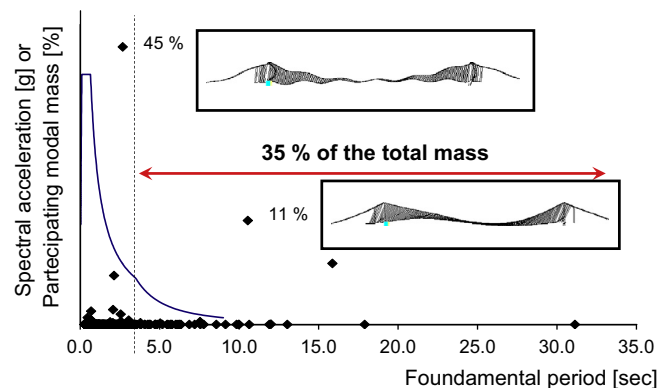 Spectral acceleration [g] or
Partecipating modal mass [%]
45 %
35 % of the total mass
11 %
0.0 5.0 10.0 15.0 20.0 25.0 30.0 35.0
Foundamental period [sec]